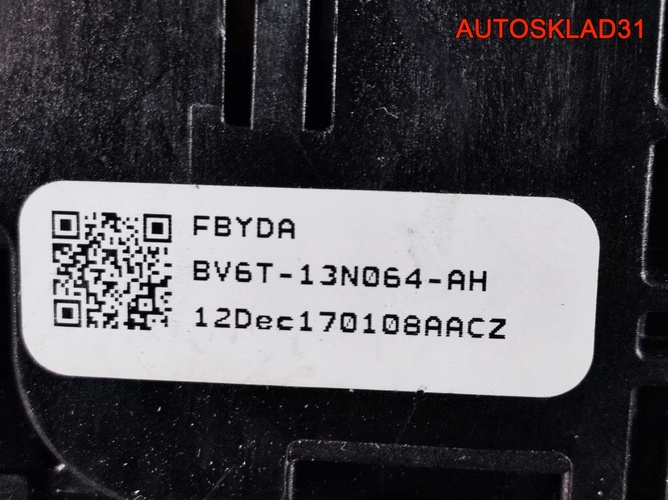 AUTOSKLAD31
FBYDA
BV6T-13N064-AH
12Dec170108AACZ